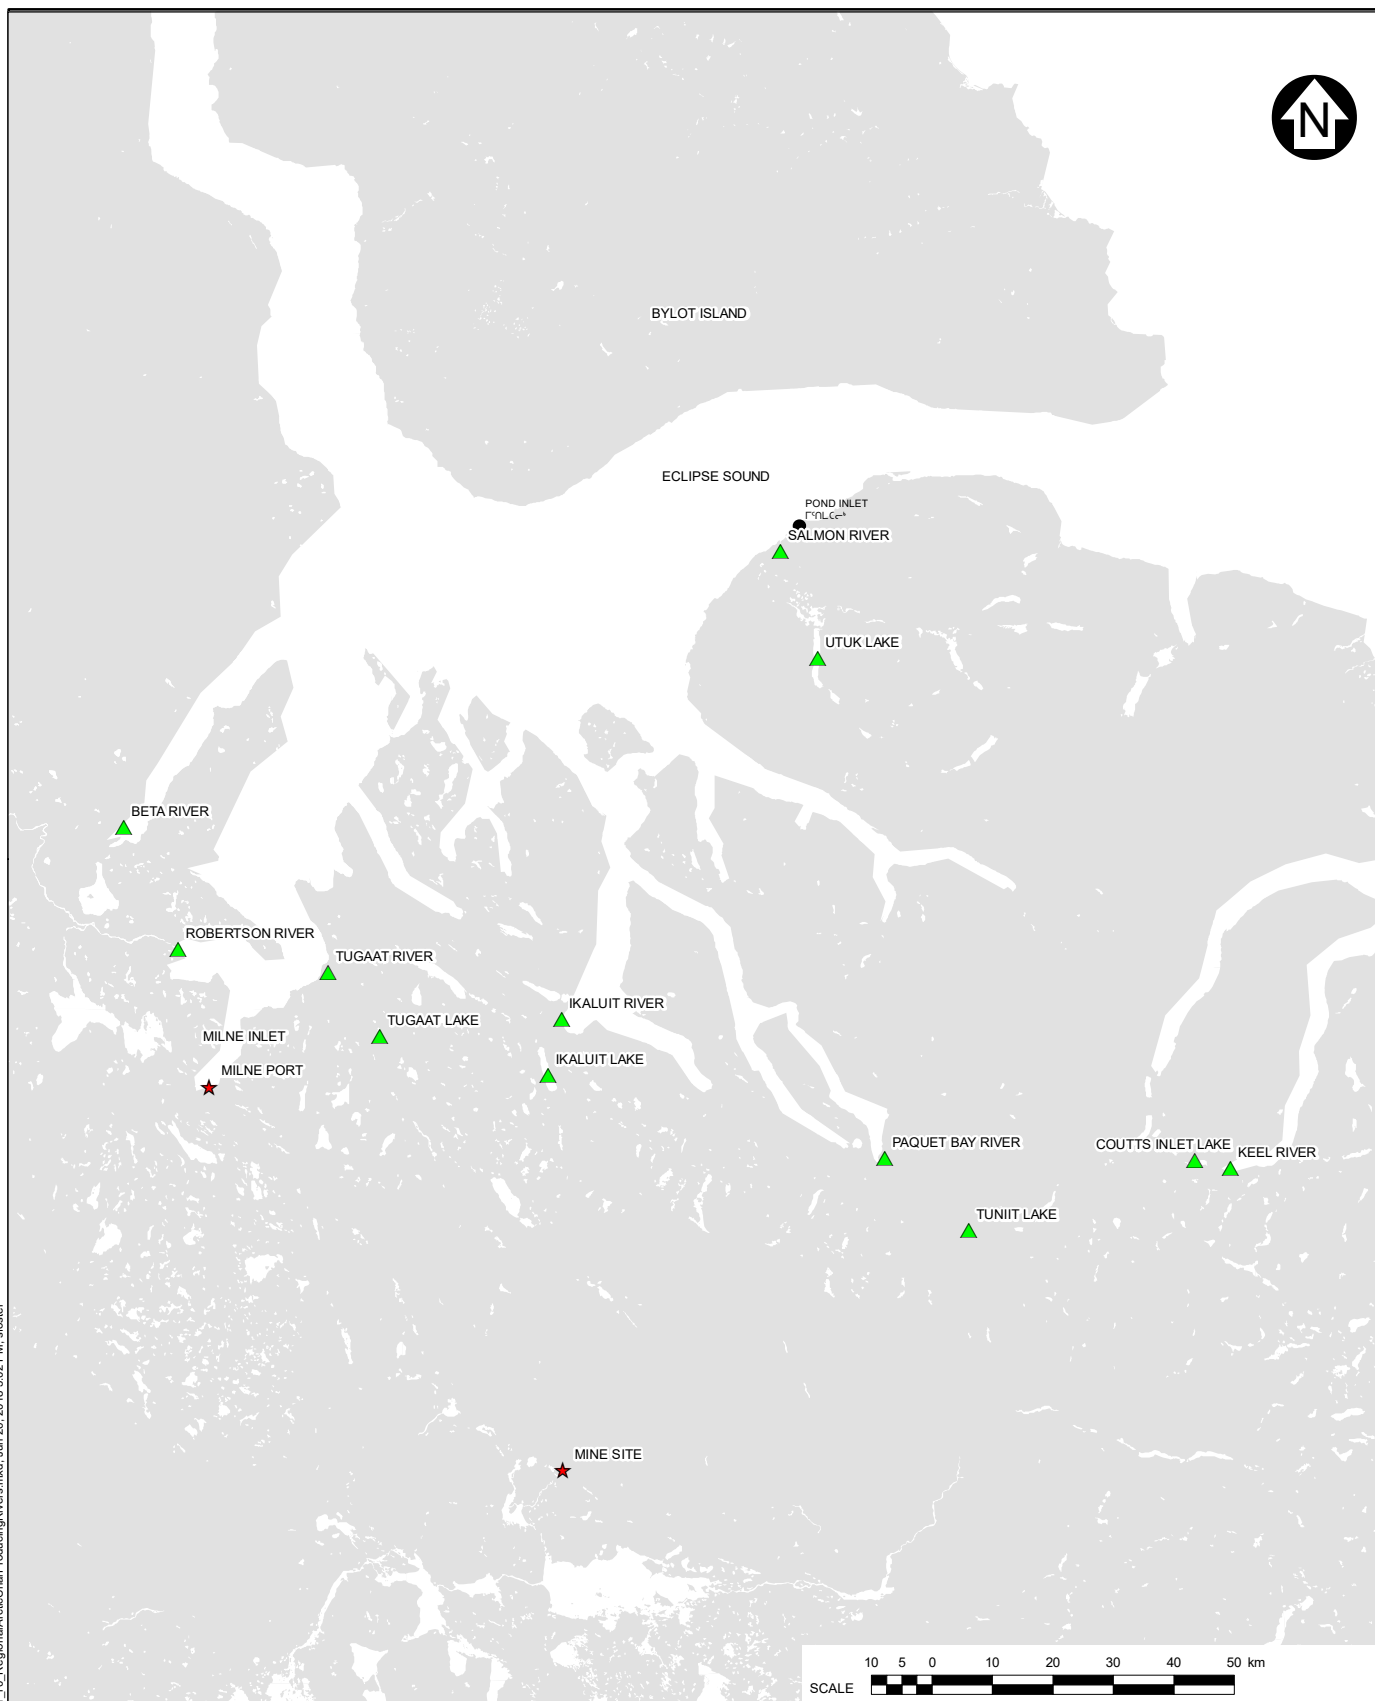 N
BYLOT ISLAND
ECLIPSE SOUND
POND INLET
SALMON RIVER
UTUK LAKE
BETA RIVER
ROBERTSON RIVER
TUGAAT RIVER
IKALUIT RIVER
TUGAAT LAKE
MILNE INLET
IKALUIT LAKE
MILNE PORT
PAQUET BAY RIVER
COUTTS INLET LAKE
KEEL RIVER
TUNIIT LAKE
MINE SITE
10 5 0 10 20 30 40 50 km
SCALE